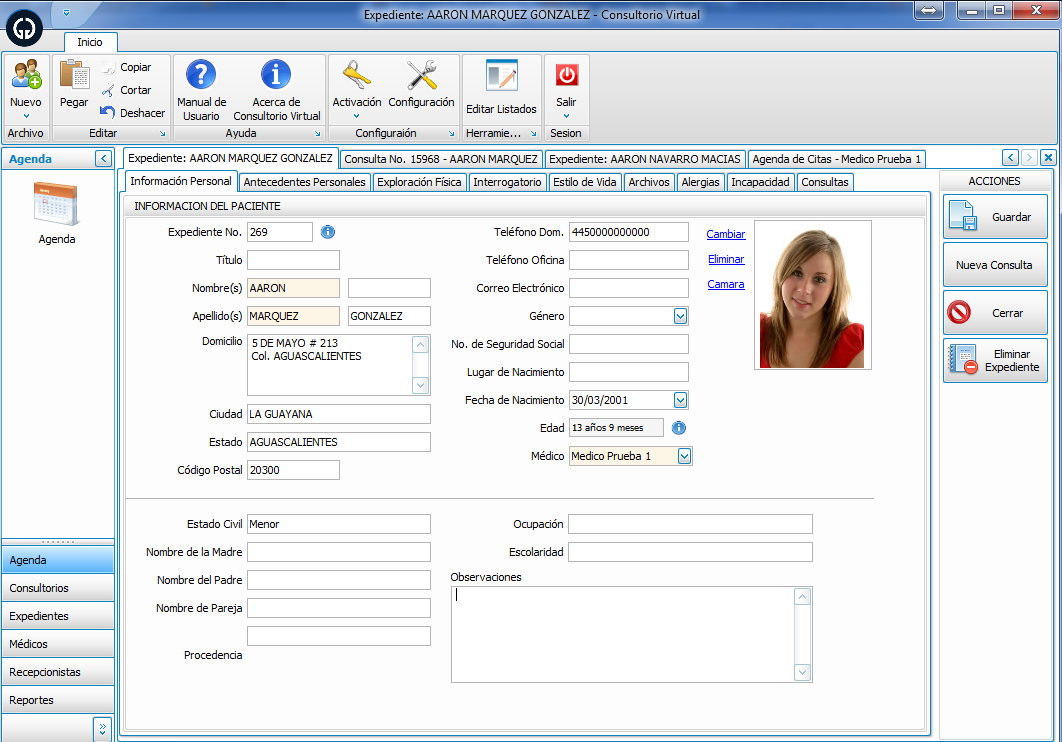 Expediente: AARON MARQUEZ GONZALEZ - Consultorio Virtual
Inicio
Nuevo
Pegar
Copiar
Cortar
Deshacer
Manual de Usuario
Acerca de Consultorio Virtual
Activación
Configuración
Editar Listados
Salir
Archivo
Editar
Ayuda
Configuraión
Herramie...
Sesion
Agenda
Expediente: AARON MARQUEZ GONZALEZ
Consulta No. 15968 - AARON MARQUEZ
Expediente: AARON NAVARRO MACIAS
Agenda de Citas - Medico Prueba 1
Agenda
Información Personal
Antecedentes Personales
Exploración Física
Interrogatorio
Estilo de Vida
Archivos
Alergias
Incapacidad
Consultas
INFORMACION DEL PACIENTE
Expediente No. 269
Título
Nombre(s) AARON
Apellido(s) MARQUEZ GONZALEZ
Domicilio 5 DE MAYO # 213
Col. AGUASCALIENTES
Ciudad LA GUAYANA
Estado AGUASCALIENTES
Código Postal 20300
Teléfono Dom. 4450000000000
Teléfono Oficina
Correo Electrónico
Género
No. de Seguridad Social
Lugar de Nacimiento
Fecha de Nacimiento 30/03/2001
Edad 13 años 9 meses
Médico Medico Prueba 1
Cambiar
Eliminar
Camara
Estado Civil Menor
Nombre de la Madre
Nombre del Padre
Nombre de Pareja
Procedencia
Ocupación
Escolaridad
Observaciones
ACCIONES
Guardar
Nueva Consulta
Cerrar
Eliminar
Expediente
Agenda
Consultorios
Expedientes
Médicos
Recepcionistas
Reportes